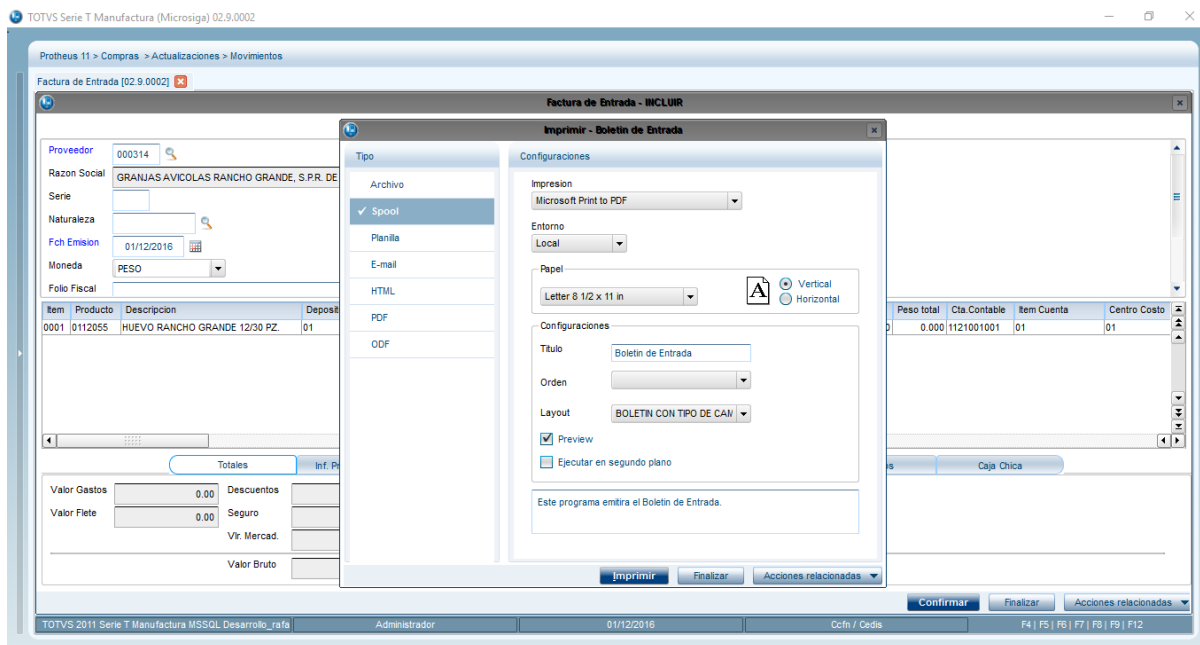 TOTVS Serie T Manufactura (Microsiga) 02.9.0002
Protheus 11 > Compras > Actualizaciones > Movimientos
Factura de Entrada [02.9.0002]
Factura de Entrada - INCLUIR
Proveedor 000314
Razon Social GRANJAS AVICOLAS RANCHO GRANDE, S.P.R. DE
Serie
Naturaleza
Fch Emision 01/12/2016
Moneda PESO
Folio Fiscal
Item Producto Descripcion Deposit Peso total Cta.Contable Item Cuenta Centro Costo
0001 0112055 HUEVO RANCHO GRANDE 12/30 PZ. 01 0.000 1121001001 01 01
Totales Inf. Pr Caja Chica
Valor Gastos 0.00 Descuentos
Valor Flete 0.00 Seguro
Vlr. Mercad.
Valor Bruto
Imprimir - Boletin de Entrada
Tipo
Archivo
Spool
Planilla
E-mail
HTML
PDF
ODF
Configuraciones
Impresion
Microsoft Print to PDF
Entorno
Local
Papel
Letter 8 1/2 x 11 in
A
Vertical
Horizontal
Configuraciones
Titulo Boletin de Entrada
Orden
Layout BOLETIN CON TIPO DE CAM
Preview
Ejecutar en segundo plano
Este programa emitira el Boletin de Entrada.
Imprimir Finalizar Acciones relacionadas
Confirmar Finalizar Acciones relacionadas
TOTVS 2011 Serie T Manufactura MSSQL Desarrollo_rafa Administrador 01/12/2016 Ccfn / Cedis F4 | F5 | F6 | F7 | F8 | F9 | F12